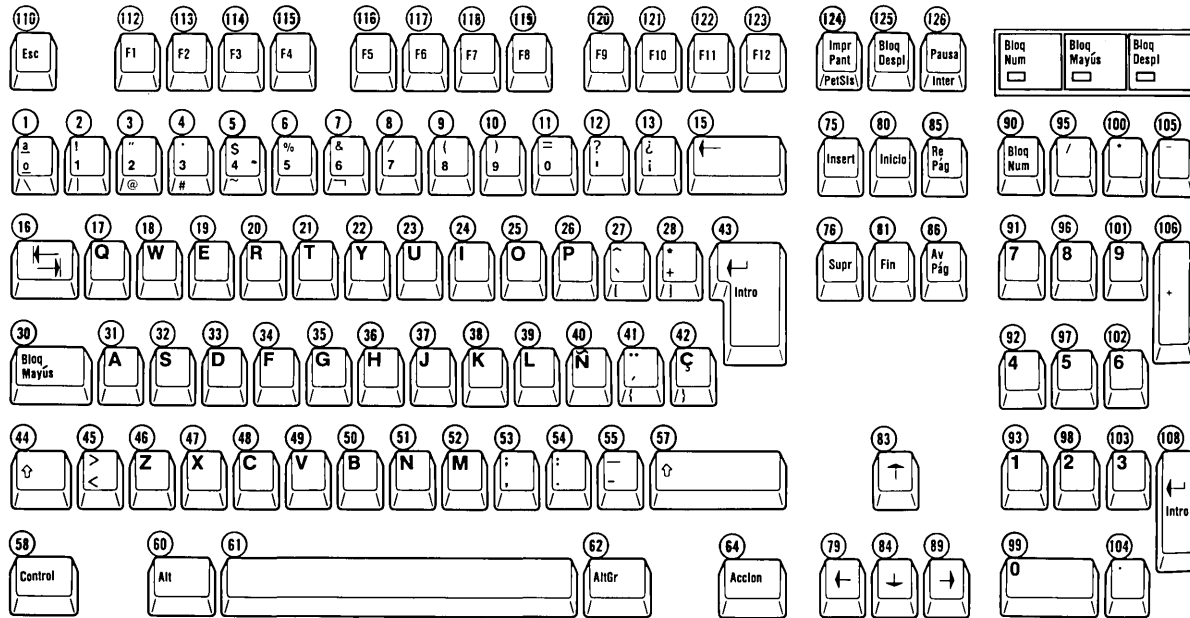 110 112 113 114 115 116 117 118 119 120 121 122 123 124 125 126
Esc F1 F2 F3 F4 F5 F6 F7 F8 F9 F10 F11 F12 Impr Pant /PetSis Bloq Despl Pausa Inter
Bloq Num Bloq Mayús Bloq Despl
1 2 3 4 5 6 7 8 9 10 11 12 13 15 75 80 85 90 95 100 105
a ! " · $ % & / ( ) = ? ¿ ← Insert Inicio Re Pág Bloq Num / * -
o 1 2 3 4 5 6 7 8 9 0 ' ¡
\ | @ # ~ ¬
16 17 18 19 20 21 22 23 24 25 26 27 28 43 76 81 86 91 96 101 106
Q W E R T Y U I O P ^ ` [ * + ] Intro Supr Fin Av Pág 7 8 9 +
30 31 32 33 34 35 36 37 38 39 40 41 42 92 97 102
Bloq Mayús A S D F G H J K L Ñ ¨ ´ { Ç } 4 5 6
44 45 46 47 48 49 50 51 52 53 54 55 57 83 93 98 103 108
⇧ > < Z X C V B N M ; , : . _ - ⇧ ↑ 1 2 3 Intro
58 60 61 62 64 79 84 89 99 104
Control Alt AltGr Accion ← ↓ → 0 .